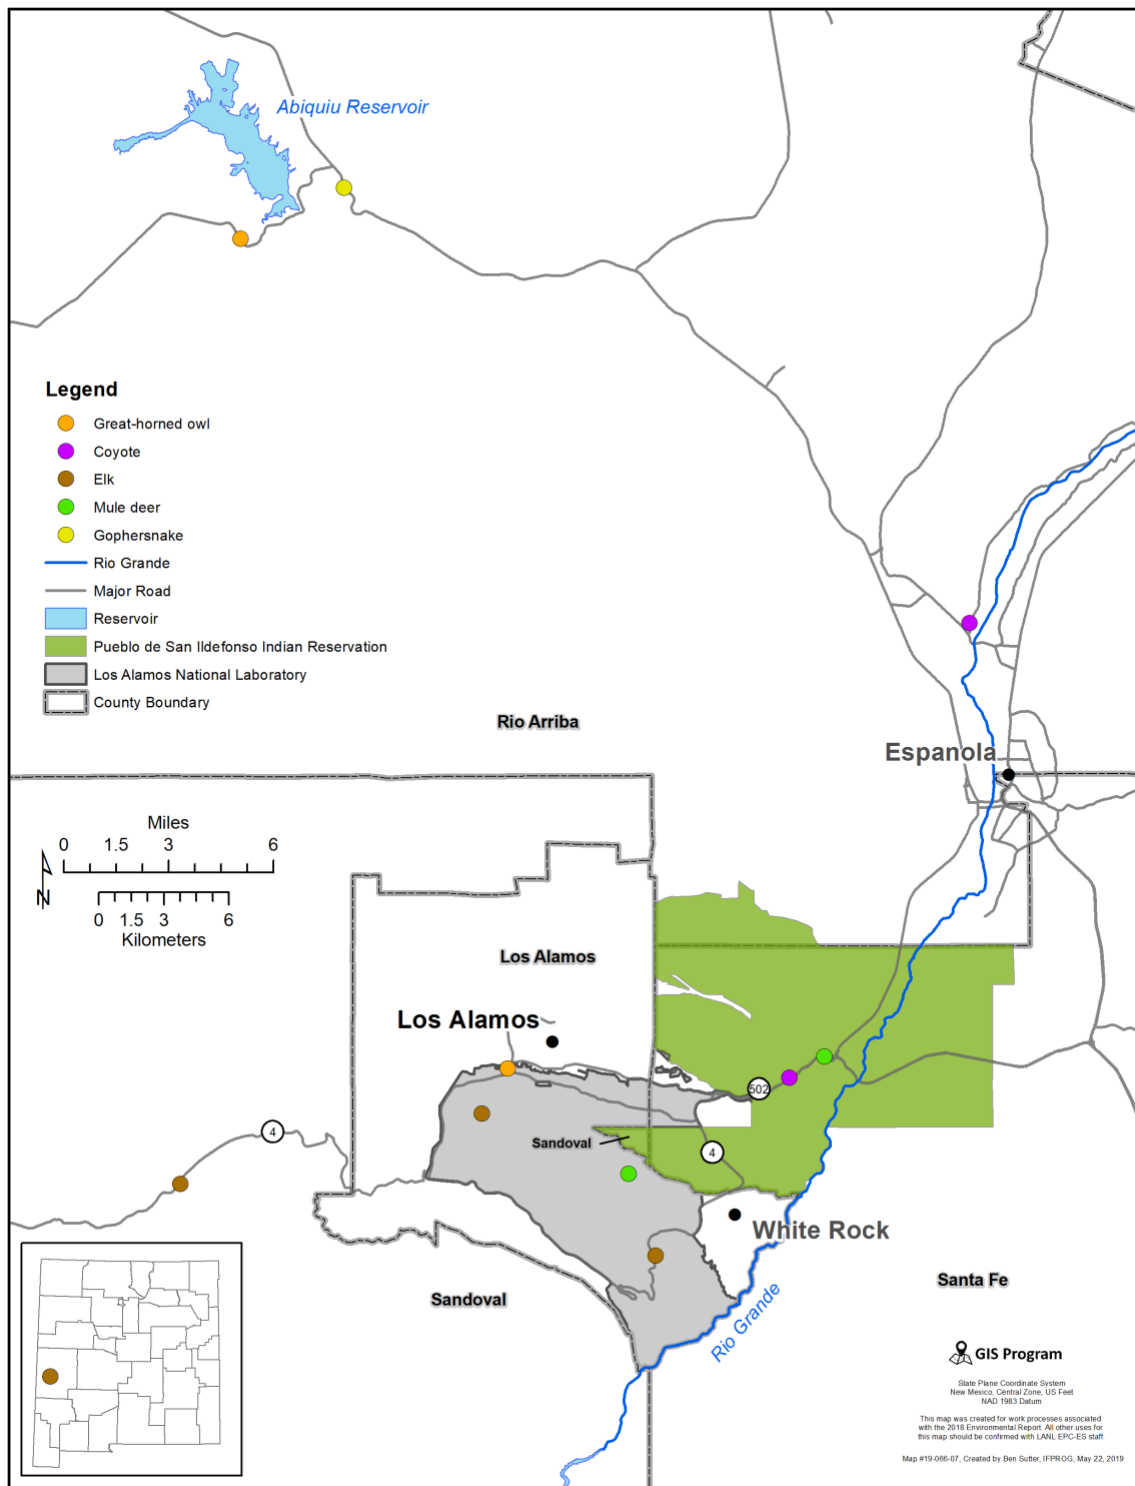 Abiquiu Reservoir
Legend
Great-horned owl
Coyote
Elk
Mule deer
Gophersnake
Rio Grande
Major Road
Reservoir
Pueblo de San Ildefonso Indian Reservation
Los Alamos National Laboratory
County Boundary
Rio Arriba
Espanola
Miles
0 1.5 3 6
N
0 1.5 3 6
Kilometers
Los Alamos
Los Alamos
502
4
Sandoval
4
White Rock
Sandoval
Santa Fe
Rio Grande
GIS Program
State Plane Coordinate System
New Mexico, Central Zone, US Feet
NAD 1983 Datum
This map was created for work processes associated
with the 2018 Environmental Report. All other uses for
this map should be confirmed with LANL EPC-ES staff.
Map #19-066-07, Created by Ben Sutter, IFPROG, May 22, 2019